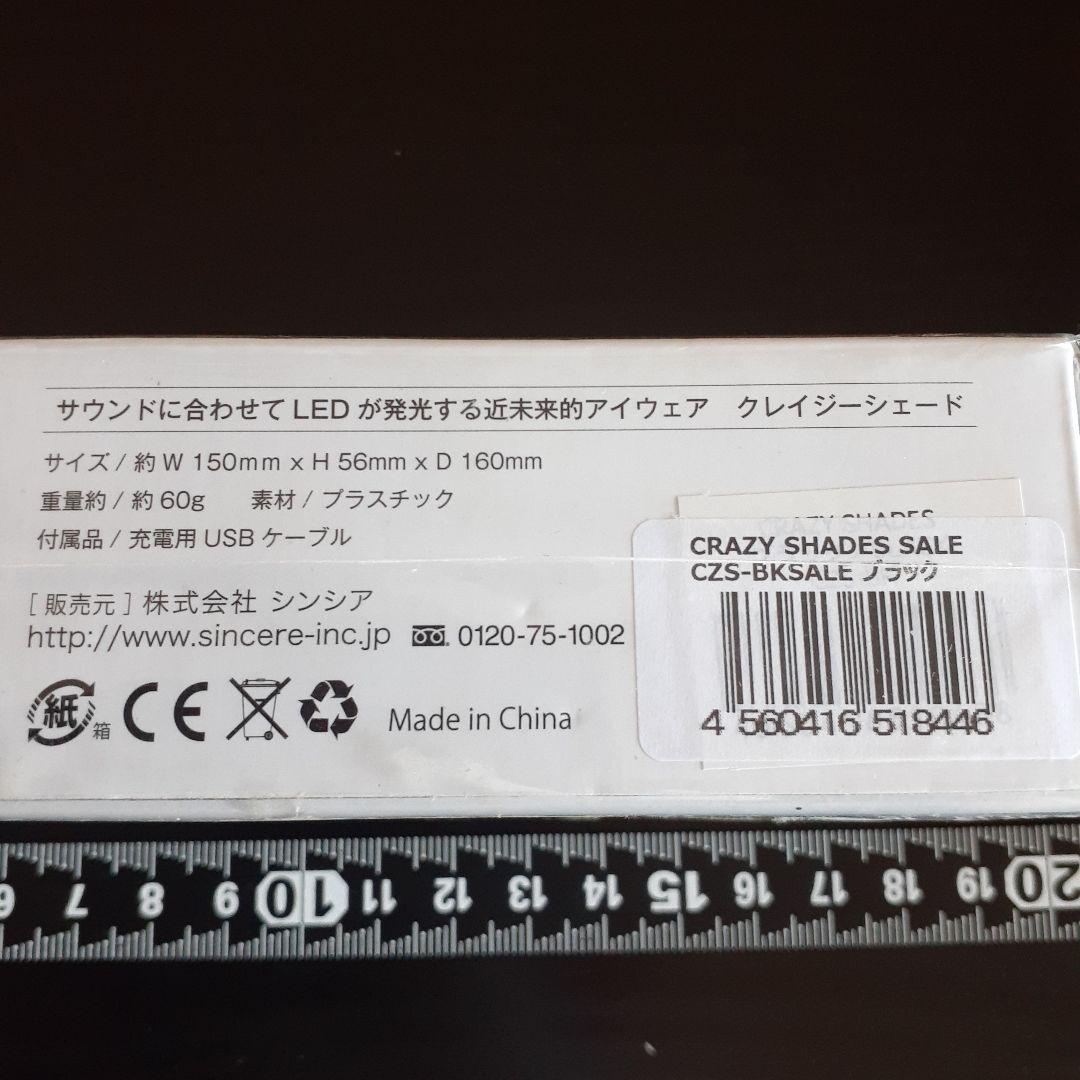 サウンドに合わせて LED が発光する近未来的アイウェア　クレイジーシェード
サイズ / 約 W 150mm x H 56mm x D 160mm
重量約 / 約 60g　　素材 / プラスチック
付属品 / 充電用 USB ケーブル
[ 販売元 ] 株式会社 シンシア
http://www.sincere-inc.jp 0120-75-1002
紙
箱
CE
Made in China
CRAZY SHADES
CRAZY SHADES SALE
CZS-BKSALE ブラック
4 560416 518446
6 7 8 9 10 11 12 13 14 15 16 17 18 19 20